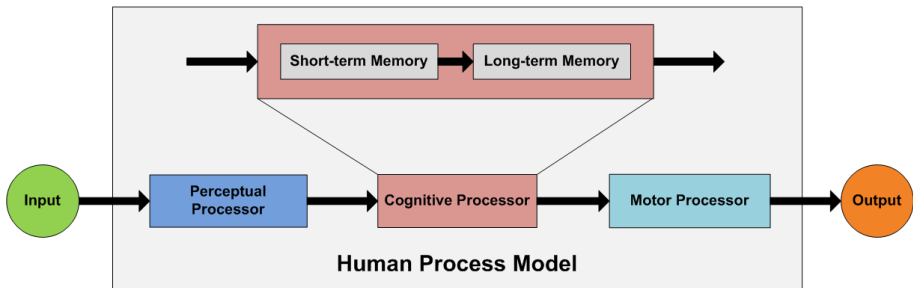 Short-term Memory
Long-term Memory
Input
Perceptual
Processor
Cognitive Processor
Motor Processor
Output
Human Process Model